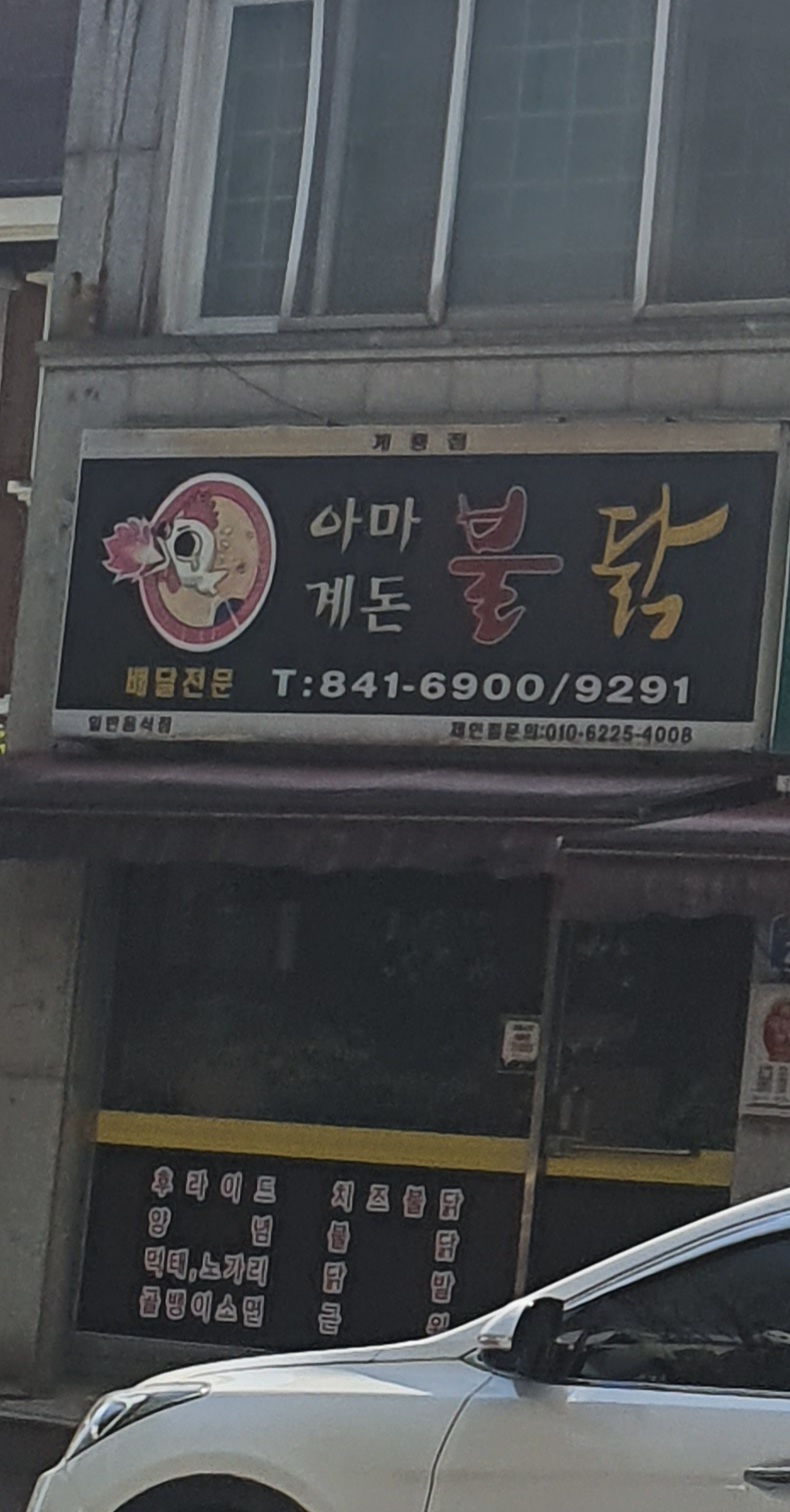 계룡점
아마
계돈
불닭
배달전문 T:841-6900/9291
일반음식점 체인점문의:010-6225-4008
후라이드 치즈불닭
양념 불닭
먹태,노가리 닭발
골뱅이소면 근위